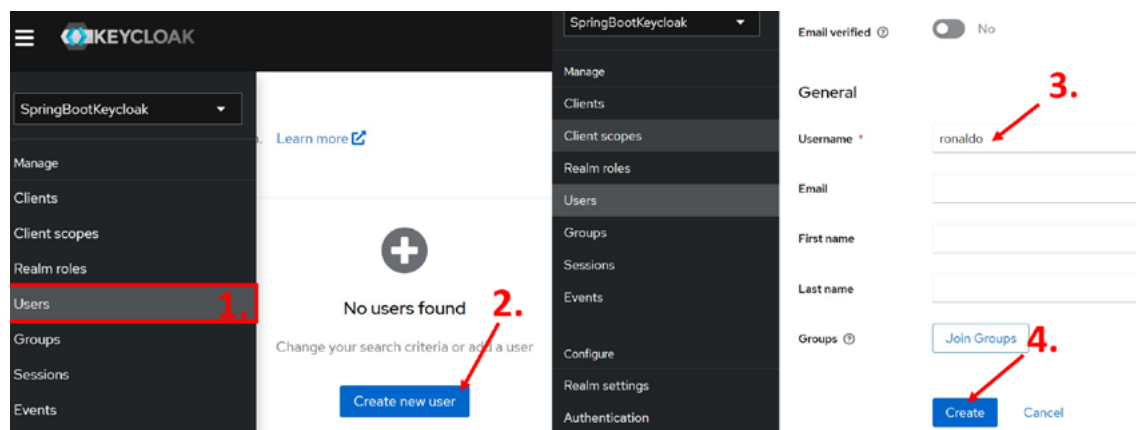 KEYCLOAK
SpringBootKeycloak
Manage
Clients
Client scopes
Realm roles
Users 1.
Groups
Sessions
Events
Learn more
No users found
2.
Change your search criteria or add a user
Create new user
SpringBootKeycloak
Manage
Clients
Client scopes
Realm roles
Users
Groups
Sessions
Events
Configure
Realm settings
Authentication
Email verified No
General
3.
Username * ronaldo
Email
First name
Last name
Groups Join Groups
4.
Create Cancel